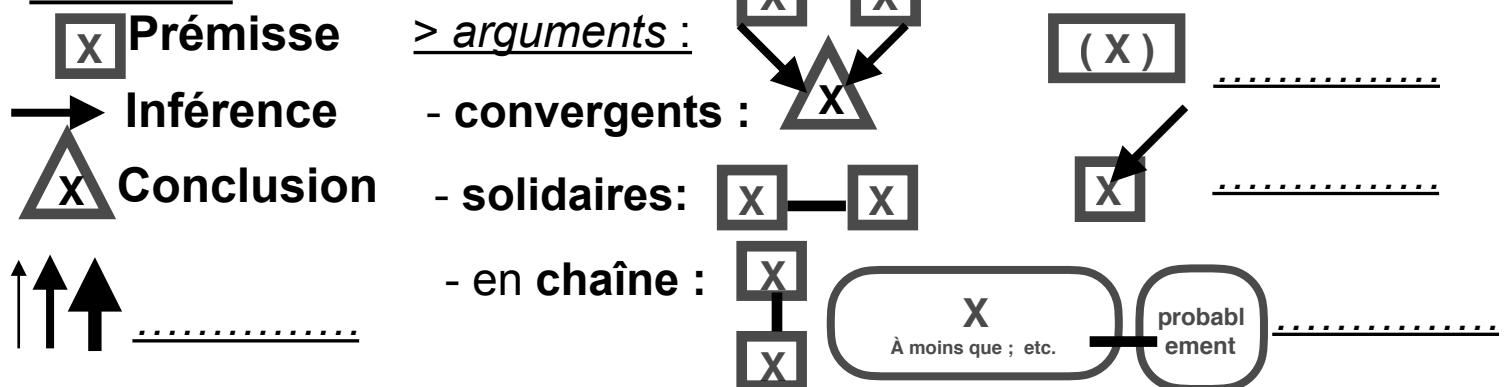 X Prémisse
Inférence
X Conclusion
...............
> arguments :
- convergents :
X X
X
- solidaires:
X X
- en chaîne :
X
X
( X )
...............
X
...............
X
À moins que ; etc.
probabl
ement
...............